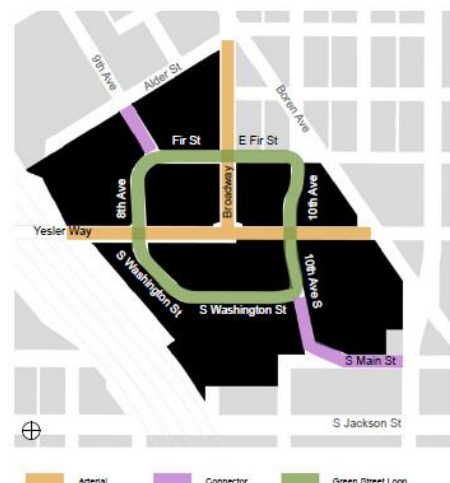 9th Ave
Alder St
Boren Ave
Fir St
E Fir St
8th Ave
Broadway
10th Ave
Yesler Way
S Washington St
10th Ave S
S Washington St
S Main St
S Jackson St
Arterial
Connector
Green Street Loop